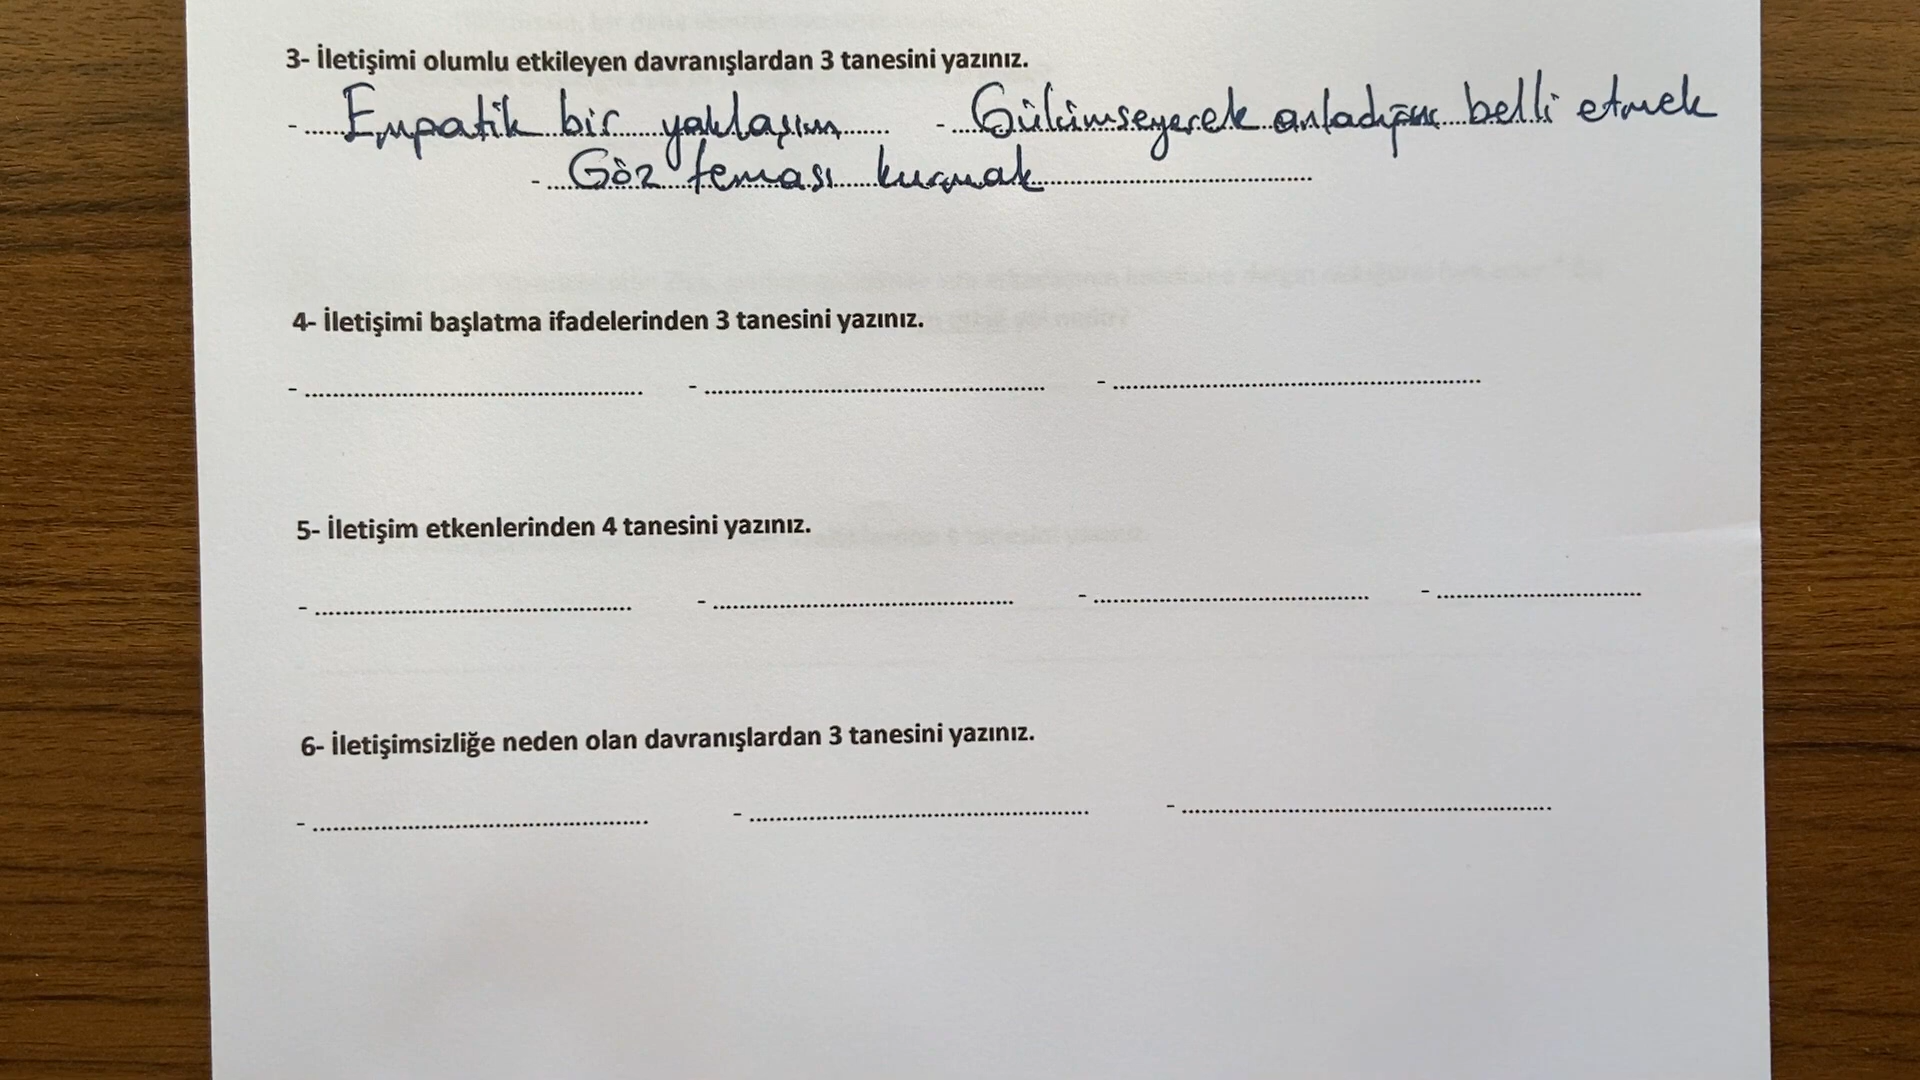 3- İletişimi olumlu etkileyen davranışlardan 3 tanesini yazınız.
- Empatik bir yaklaşım - Gülümseyerek anladığını belli etmek
- Göz teması kurmak
4- İletişimi başlatma ifadelerinden 3 tanesini yazınız.
- - -
5- İletişim etkenlerinden 4 tanesini yazınız.
- - - -
6- İletişimsizliğe neden olan davranışlardan 3 tanesini yazınız.
- - -